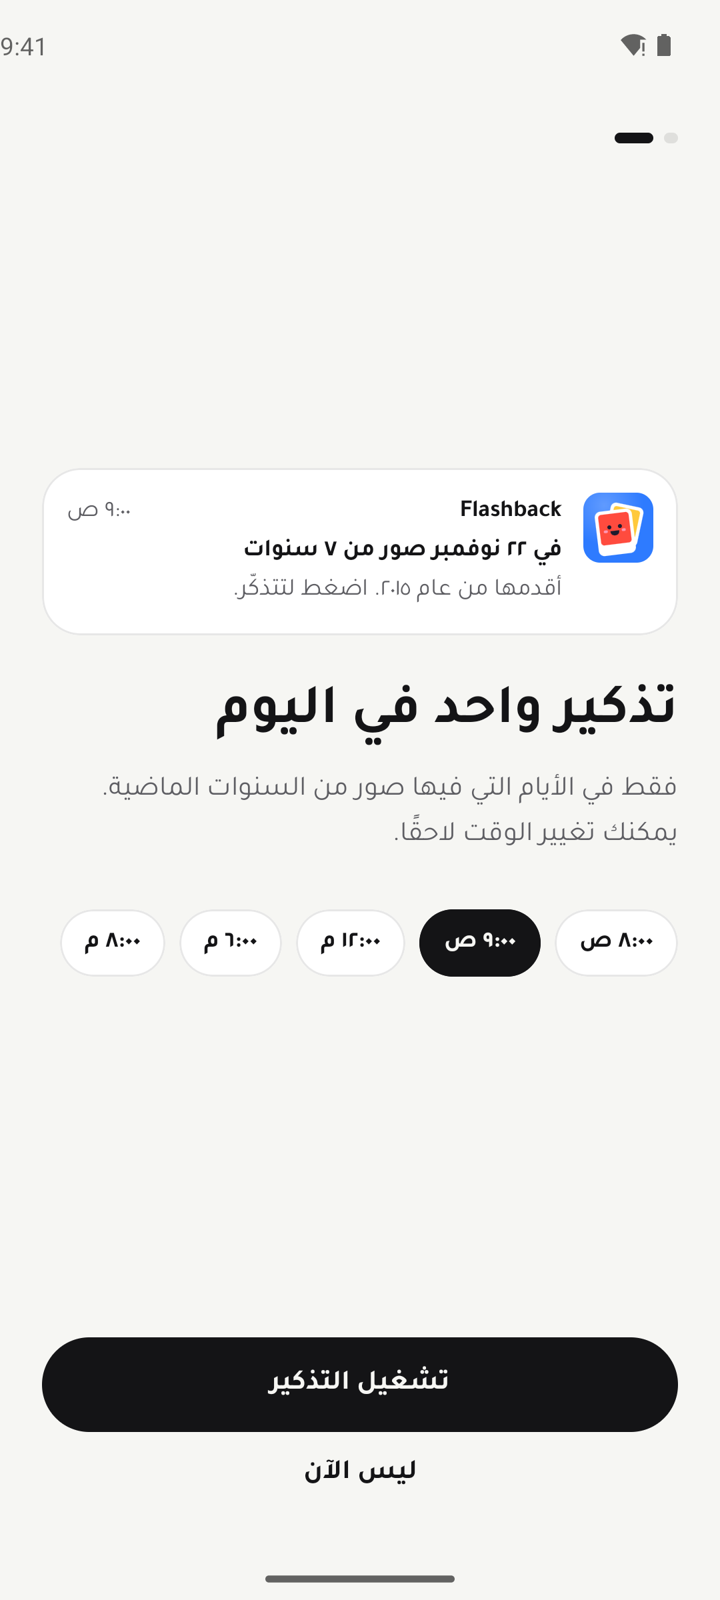 9:41
Flashback
٩:٠٠ ص
في ٢٢ نوفمبر صور من ٧ سنوات
أقدمها من عام ٢٠١٥. اضغط لتتذكّر.
تذكير واحد في اليوم
فقط في الأيام التي فيها صور من السنوات الماضية.
يمكنك تغيير الوقت لاحقًا.
٨:٠٠ ص
٩:٠٠ ص
١٢:٠٠ م
٦:٠٠ م
٨:٠٠ م
تشغيل التذكير
ليس الآن